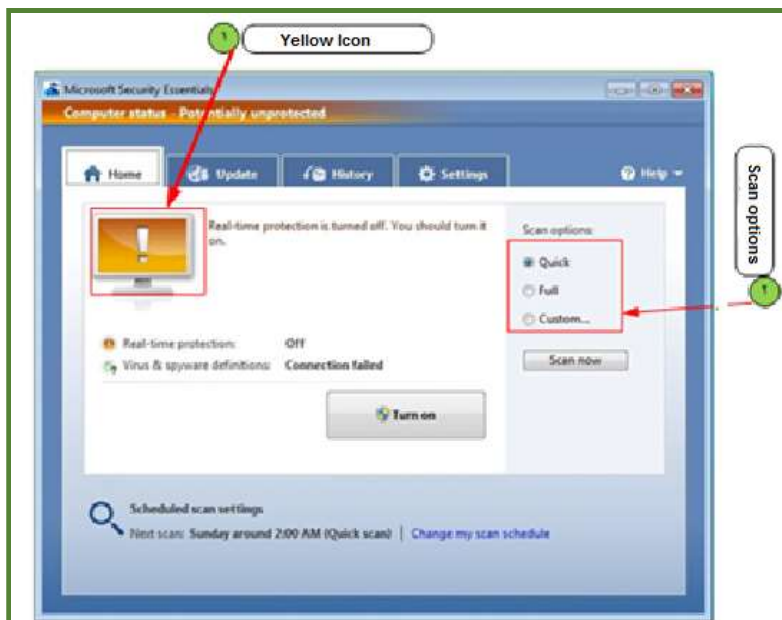 ١ Yellow Icon
Microsoft Security Essentials
Computer status - Potentially unprotected
Home Update History Settings Help
Real-time protection is turned off. You should turn it
on.
Scan options:
Quick
Full
Custom...
Scan now
Real-time protection: Off
Virus & spyware definitions: Connection failed
Turn on
Scheduled scan settings
Next scan: Sunday around 2:00 AM (Quick scan) | Change my scan schedule
Scan options
٢